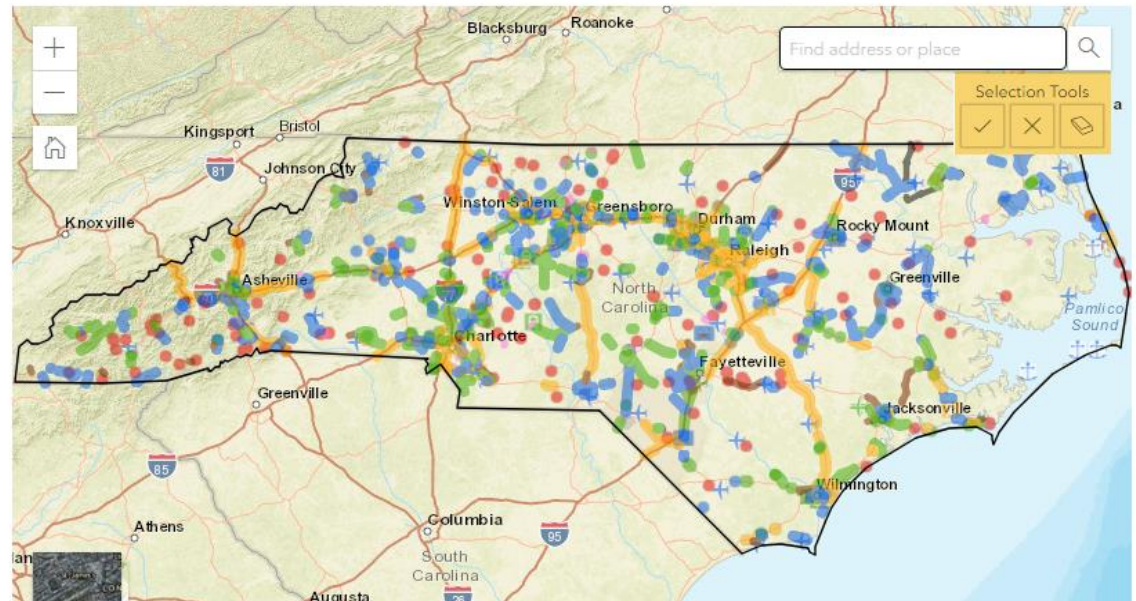 Blacksburg
Roanoke
Find address or place
Selection Tools
a
Kingsport
Bristol
81
Johnson City
95
Winston-Salem
Greensboro
Durham
Knoxville
Rocky Mount
Raleigh
Asheville
Greenville
North
Carolina
Pamlico
Sound
Charlotte
P
Fayetteville
Greenville
Jacksonville
85
Wilmington
Athens
Columbia
95
South
Carolina
Augusta
26